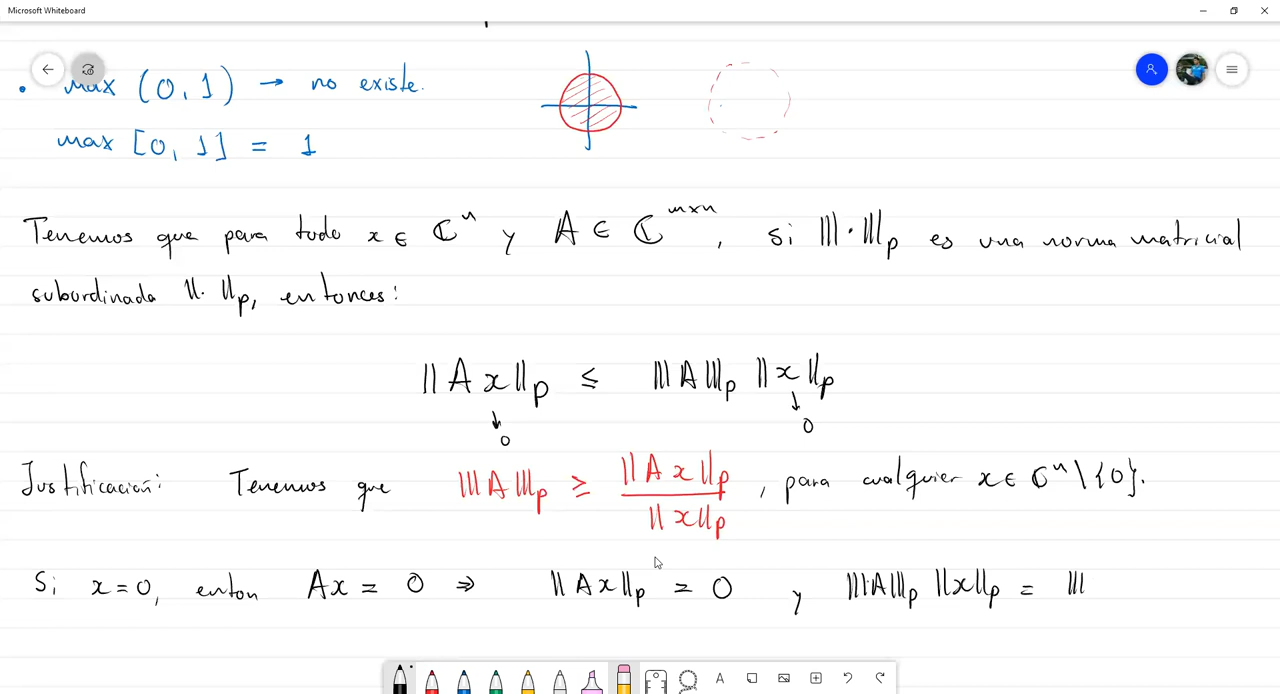 Microsoft Whiteboard
• max (0, 1) → no existe.
max [0, 1] = 1
Tenemos que para todo x ∈ ℂⁿ y A ∈ ℂᵐˣⁿ, si |||·|||ₚ es una norma matricial
subordinada ||·||ₚ, entonces:
||Ax||ₚ ≤ |||A|||ₚ ||x||ₚ
↓ 0 ↓ 0
Justificación: Tenemos que |||A|||ₚ ≥ ||Ax||ₚ / ||x||ₚ, para cualquier x ∈ ℂⁿ \ {0}.
Si x = 0, enton Ax = 0 ⇒ ||Ax||ₚ = 0 y |||A|||ₚ ||x||ₚ = |||
A